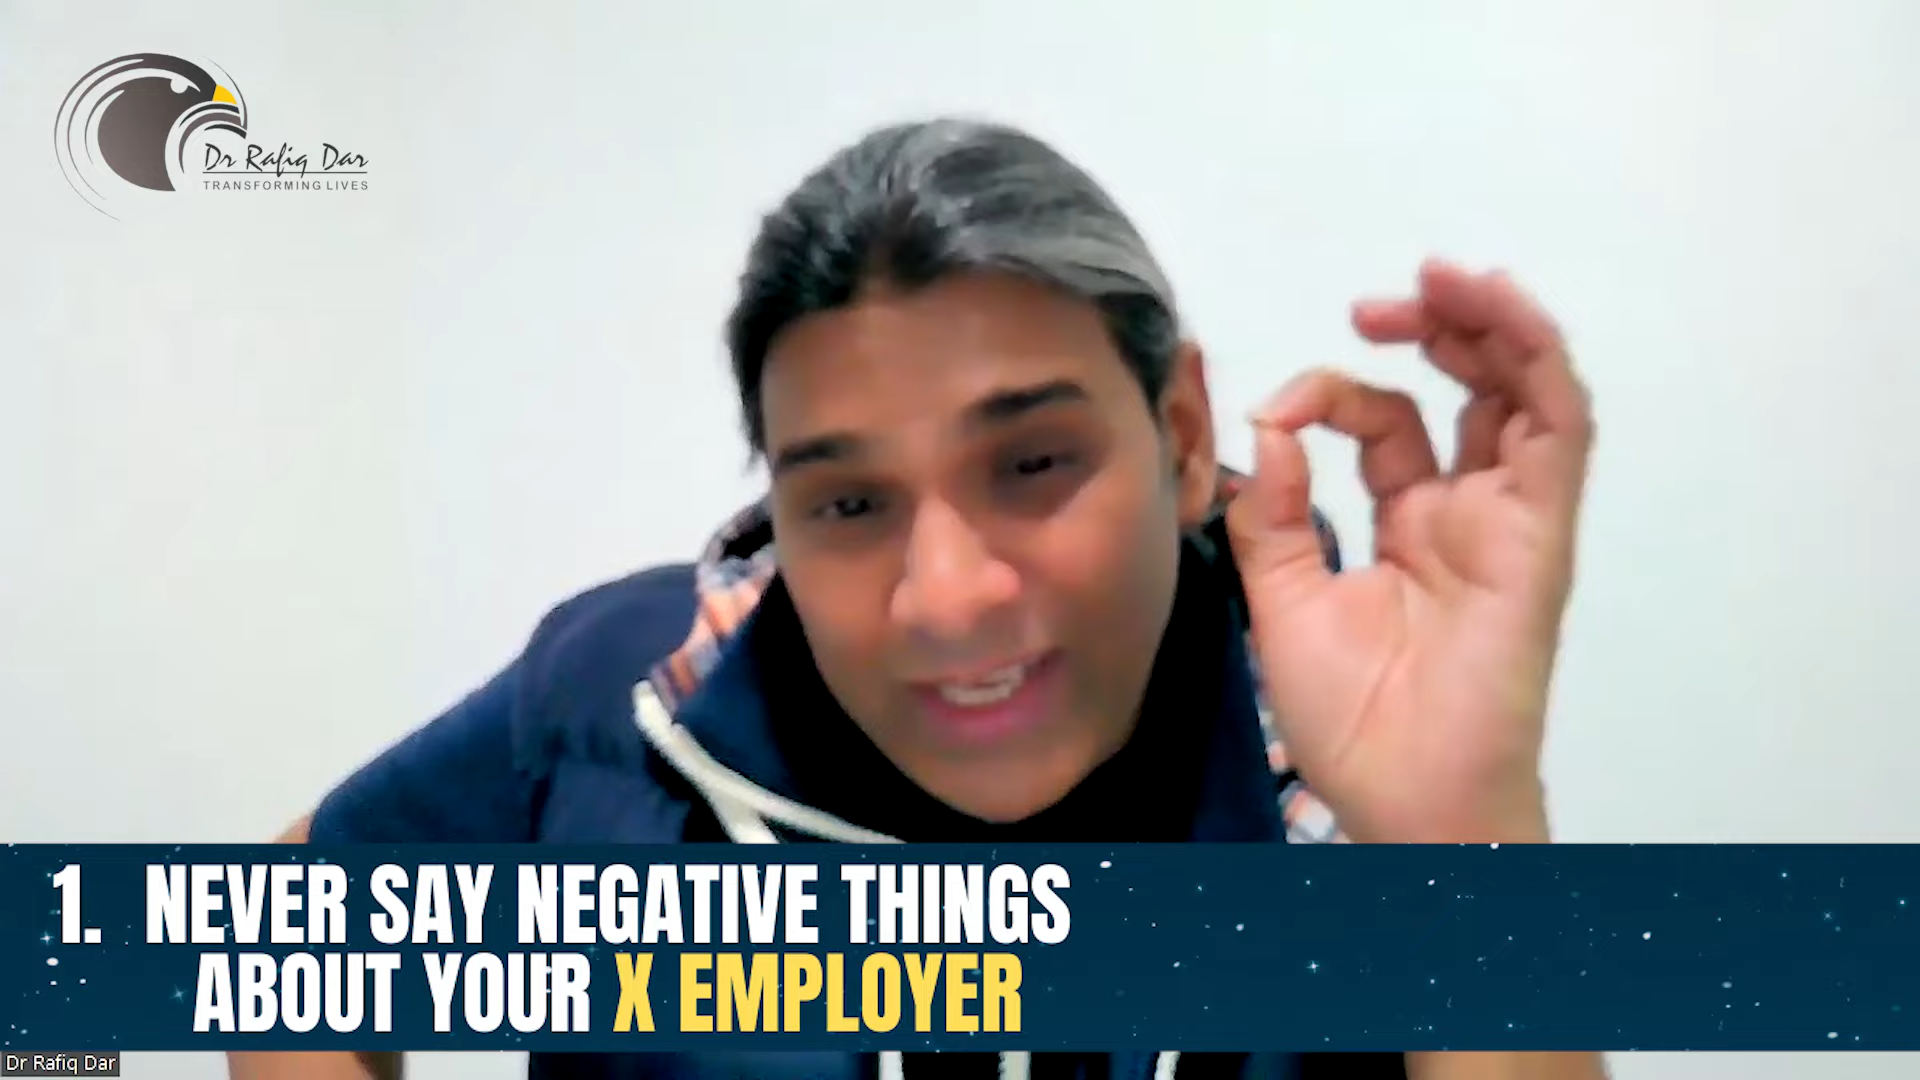 Dr Rafiq Dar
TRANSFORMING LIVES
1. NEVER SAY NEGATIVE THINGS
ABOUT YOUR X EMPLOYER
Dr Rafiq Dar